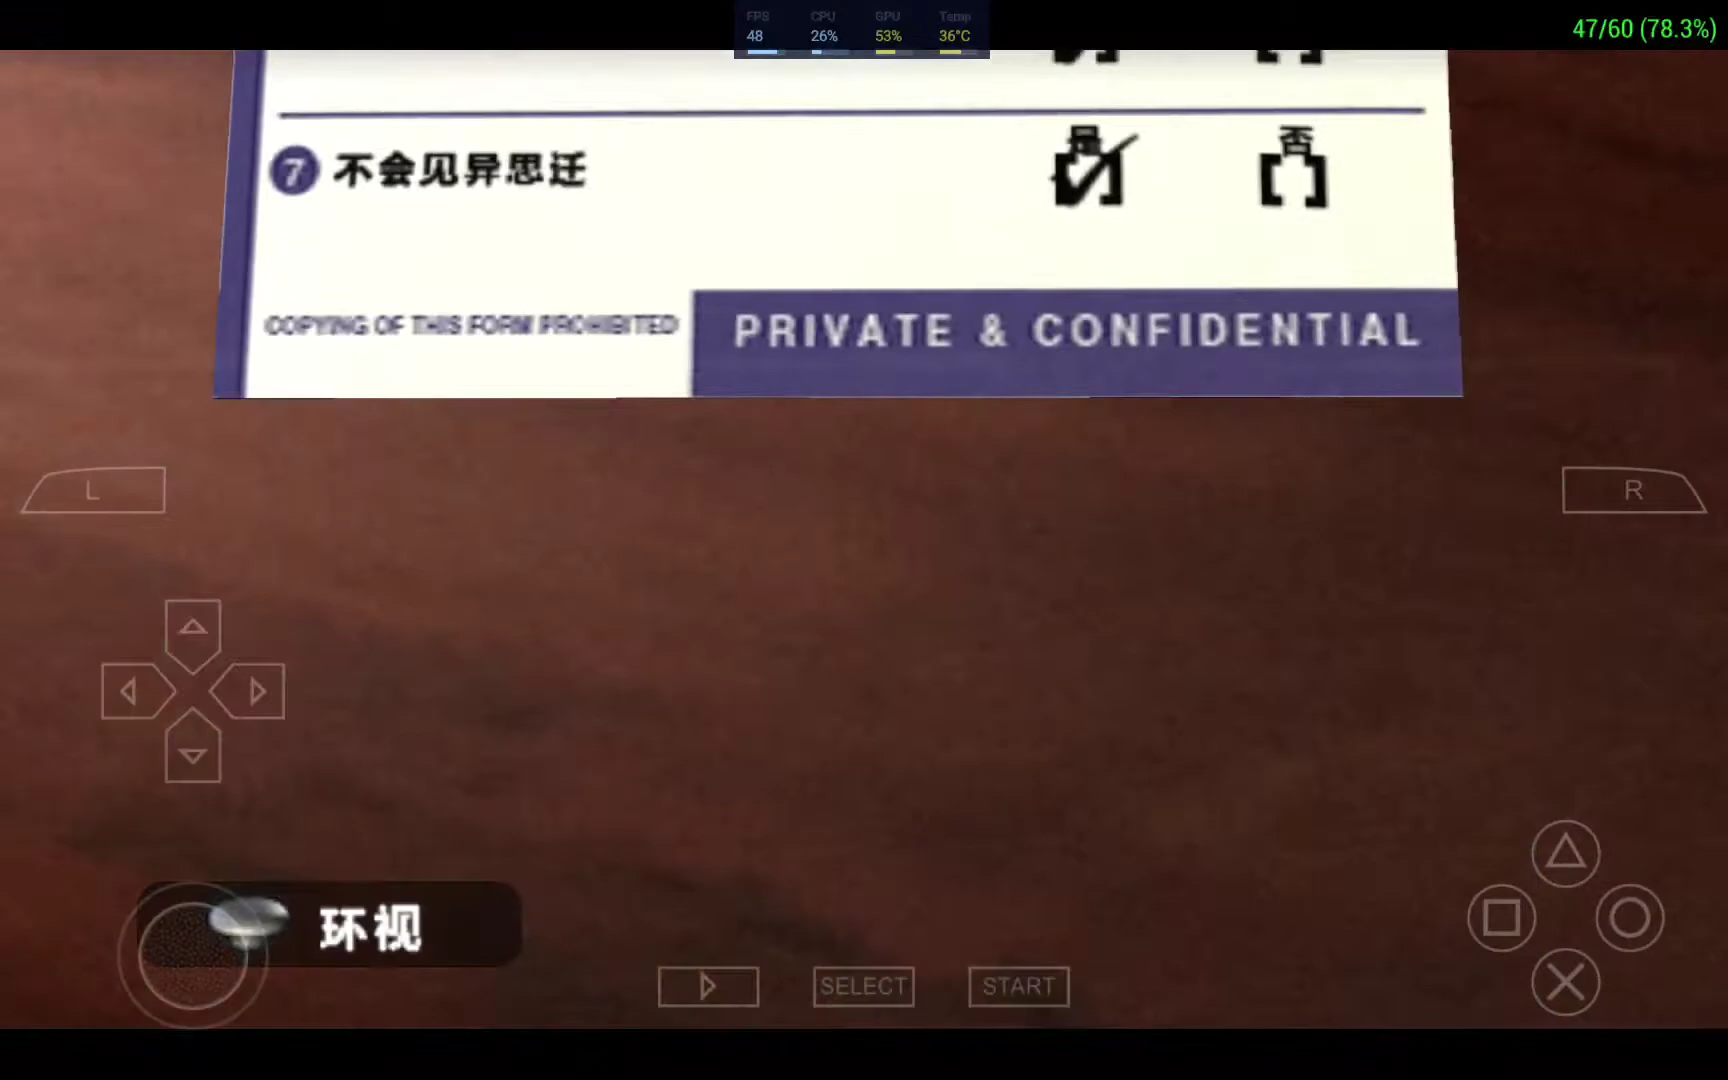 FPS CPU GPU Temp
48 26% 53% 36°C
47/60 (78.3%)
是 否
7 不会见异思迁
COPYING OF THIS FORM PROHIBITED
PRIVATE & CONFIDENTIAL
L
R
环视
SELECT
START